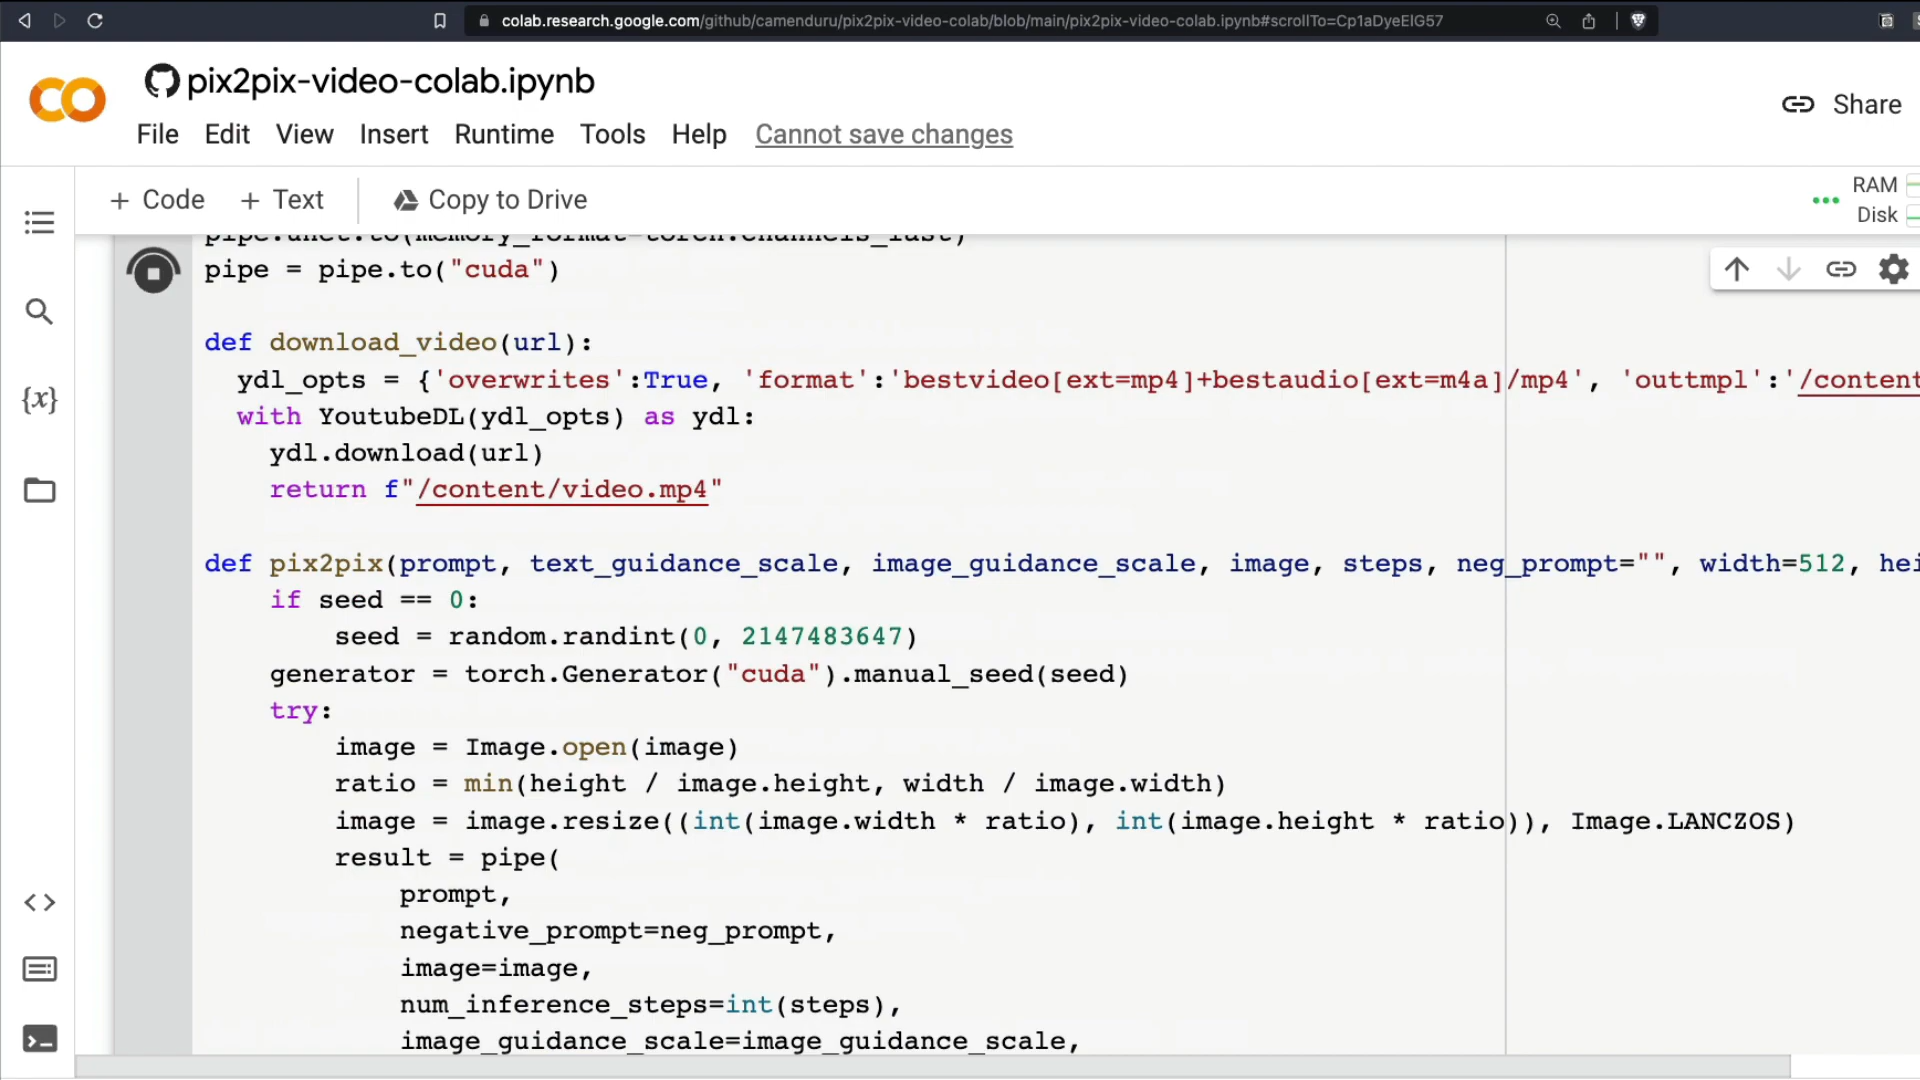 colab.research.google.com/github/camenduru/pix2pix-video-colab/blob/main/pix2pix-video-colab.ipynb#scrollTo=Cp1aDyeElG57
pix2pix-video-colab.ipynb
File Edit View Insert Runtime Tools Help Cannot save changes
Share
+ Code + Text Copy to Drive
RAM
Disk
pipe.unet.to(memory_format=torch.channels_last)
pipe = pipe.to("cuda")
def download_video(url):
ydl_opts = {'overwrites':True, 'format':'bestvideo[ext=mp4]+bestaudio[ext=m4a]/mp4', 'outtmpl':'/content
with YoutubeDL(ydl_opts) as ydl:
ydl.download(url)
return f"/content/video.mp4"
def pix2pix(prompt, text_guidance_scale, image_guidance_scale, image, steps, neg_prompt="", width=512, hei
if seed == 0:
seed = random.randint(0, 2147483647)
generator = torch.Generator("cuda").manual_seed(seed)
try:
image = Image.open(image)
ratio = min(height / image.height, width / image.width)
image = image.resize((int(image.width * ratio), int(image.height * ratio)), Image.LANCZOS)
result = pipe(
prompt,
negative_prompt=neg_prompt,
image=image,
num_inference_steps=int(steps),
image_guidance_scale=image_guidance_scale,